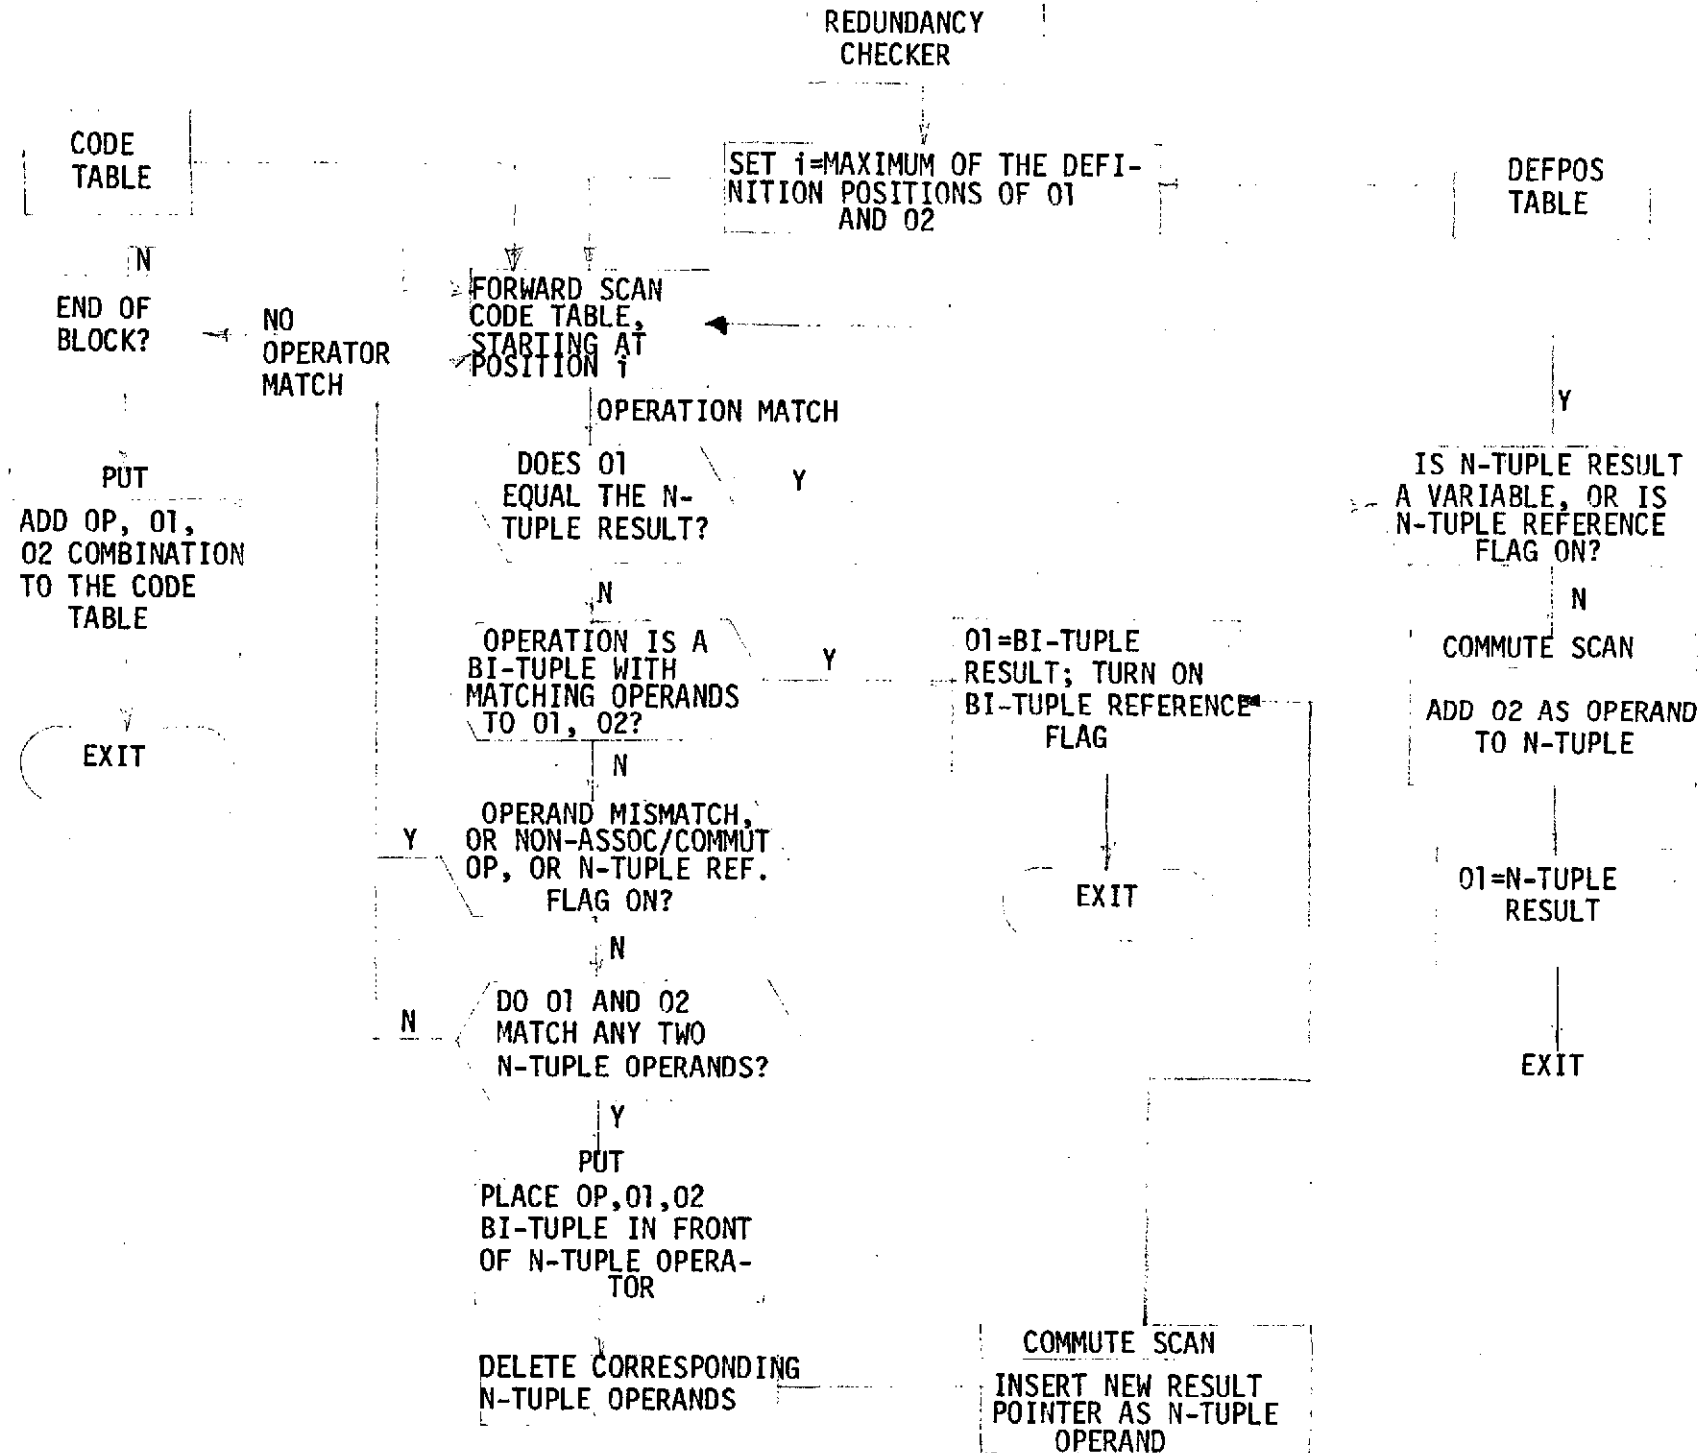 REDUNDANCY
CHECKER
CODE
TABLE
SET i=MAXIMUM OF THE DEFI-
NITION POSITIONS OF O1
AND O2
DEFPOS
TABLE
N
END OF
BLOCK?
NO
OPERATOR
MATCH
FORWARD SCAN
CODE TABLE,
STARTING AT
POSITION i
OPERATION MATCH
Y
PUT
ADD OP, O1,
O2 COMBINATION
TO THE CODE
TABLE
EXIT
DOES O1
EQUAL THE N-
TUPLE RESULT?
Y
IS N-TUPLE RESULT
A VARIABLE, OR IS
N-TUPLE REFERENCE
FLAG ON?
N
N
OPERATION IS A
BI-TUPLE WITH
MATCHING OPERANDS
TO O1, O2?
Y
O1=BI-TUPLE
RESULT; TURN ON
BI-TUPLE REFERENCE
FLAG
EXIT
COMMUTE SCAN
ADD O2 AS OPERAND
TO N-TUPLE
O1=N-TUPLE
RESULT
EXIT
N
OPERAND MISMATCH,
OR NON-ASSOC/COMMUT
OP, OR N-TUPLE REF.
FLAG ON?
Y
N
DO O1 AND O2
MATCH ANY TWO
N-TUPLE OPERANDS?
N
Y
PUT
PLACE OP,O1,O2
BI-TUPLE IN FRONT
OF N-TUPLE OPERA-
TOR
DELETE CORRESPONDING
N-TUPLE OPERANDS
COMMUTE SCAN
INSERT NEW RESULT
POINTER AS N-TUPLE
OPERAND